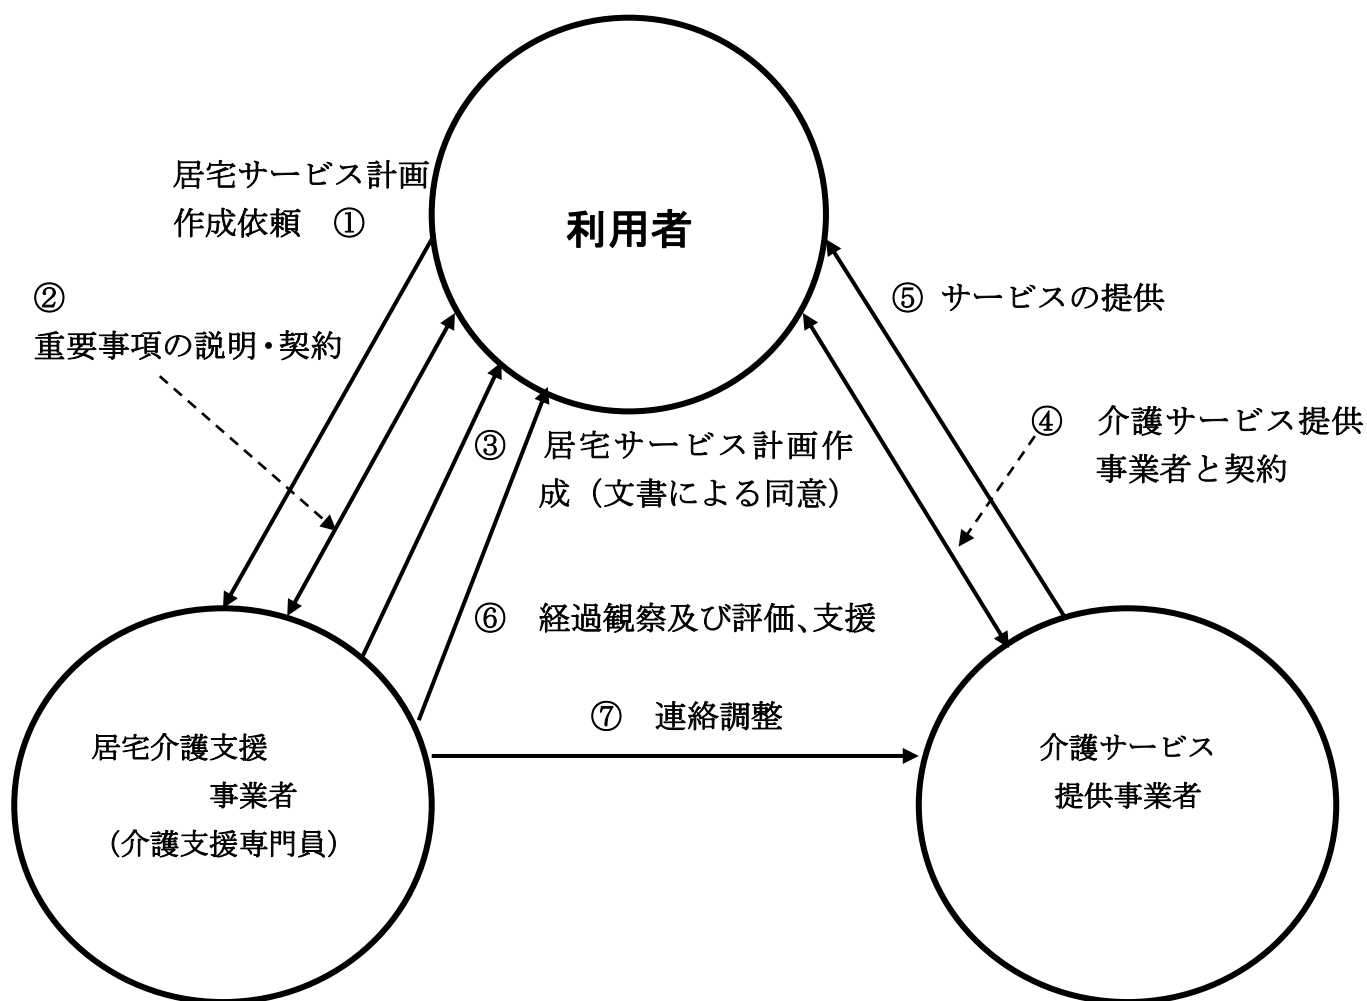 居宅サービス計画
作成依頼 ①
利用者
②
重要事項の説明・契約
⑤ サービスの提供
③ 居宅サービス計画作
成（文書による同意）
④ 介護サービス提供
事業者と契約
⑥ 経過観察及び評価、支援
⑦ 連絡調整
居宅介護支援
事業者
（介護支援専門員）
介護サービス
提供事業者